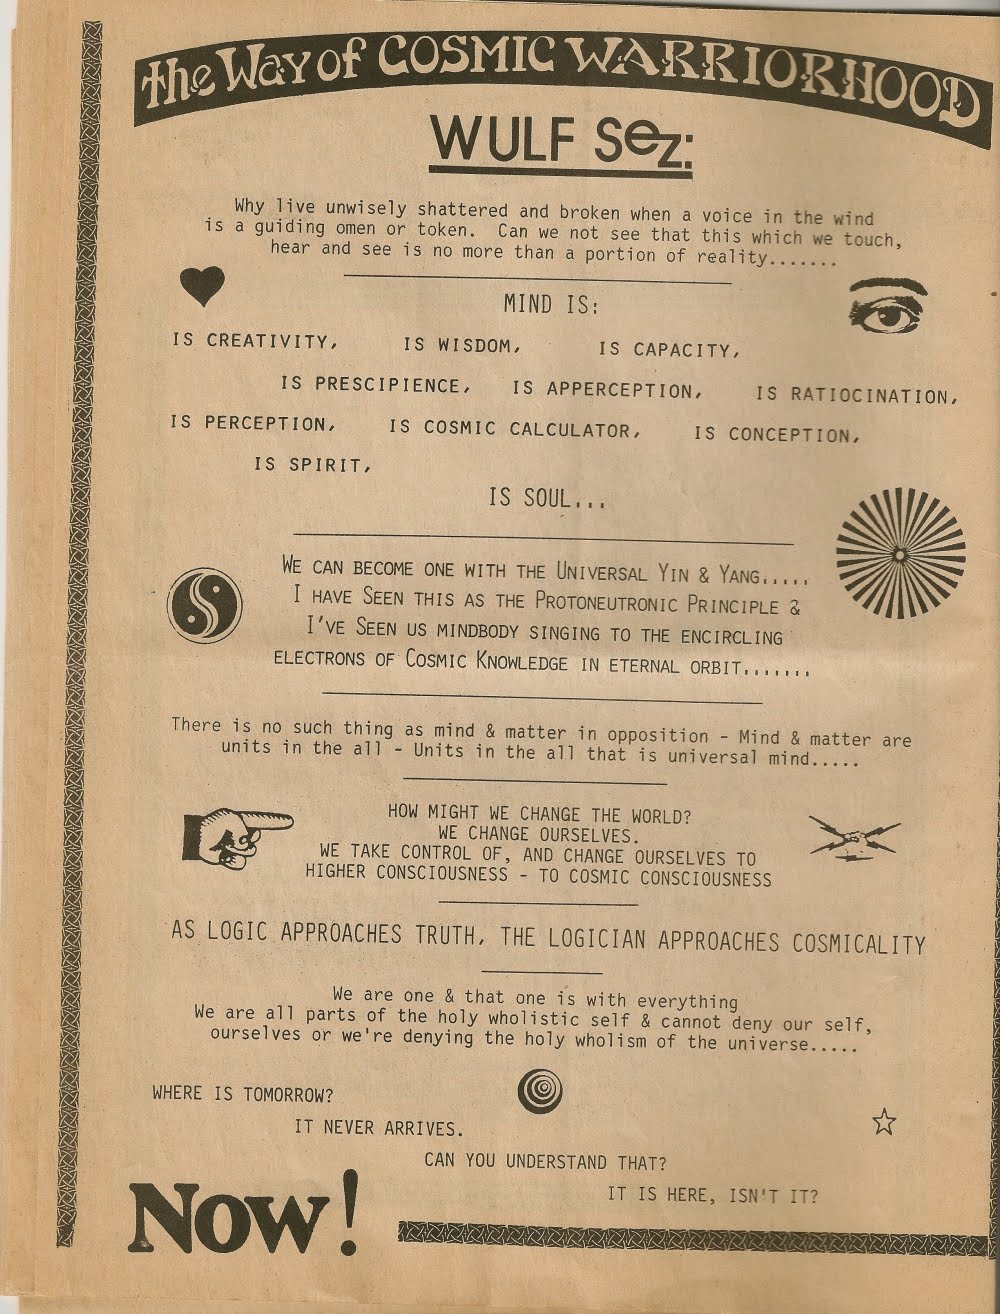 the Way of COSMIC WARRIORHOOD
WULF Sez:
Why live unwisely shattered and broken when a voice in the wind
is a guiding omen or token.  Can we not see that this which we touch,
hear and see is no more than a portion of reality.......
MIND IS:
IS CREATIVITY, IS WISDOM, IS CAPACITY,
IS PRESCIPIENCE, IS APPERCEPTION, IS RATIOCINATION,
IS PERCEPTION, IS COSMIC CALCULATOR, IS CONCEPTION,
IS SPIRIT,
IS SOUL...
WE CAN BECOME ONE WITH THE UNIVERSAL YIN & YANG.....
I HAVE SEEN THIS AS THE PROTONEUTRONIC PRINCIPLE &
I'VE SEEN US MINDBODY SINGING TO THE ENCIRCLING
ELECTRONS OF COSMIC KNOWLEDGE IN ETERNAL ORBIT.......
There is no such thing as mind & matter in opposition - Mind & matter are
units in the all - Units in the all that is universal mind.....
HOW MIGHT WE CHANGE THE WORLD?
WE CHANGE OURSELVES.
WE TAKE CONTROL OF, AND CHANGE OURSELVES TO
HIGHER CONSCIOUSNESS - TO COSMIC CONSCIOUSNESS
AS LOGIC APPROACHES TRUTH, THE LOGICIAN APPROACHES COSMICALITY
We are one & that one is with everything
We are all parts of the holy wholistic self & cannot deny our self,
ourselves or we're denying the holy wholism of the universe.....
WHERE IS TOMORROW?
IT NEVER ARRIVES.
CAN YOU UNDERSTAND THAT?
IT IS HERE, ISN'T IT?
NOW!